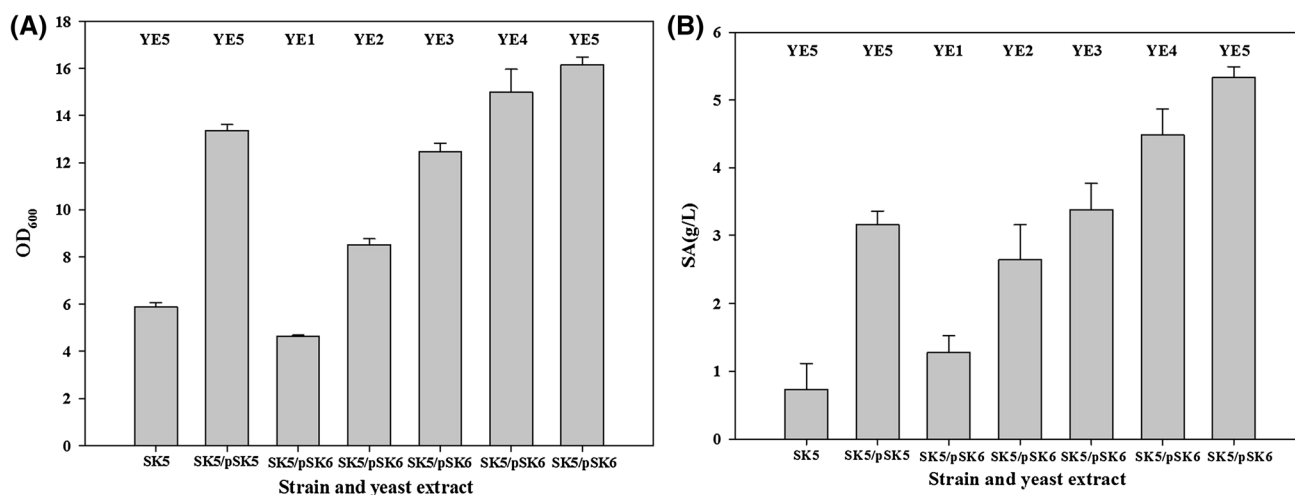 (A)
18
16
14
12
10
8
6
4
2
0
OD600
YE5 YE5 YE1 YE2 YE3 YE4 YE5
SK5 SK5/pSK5 SK5/pSK6 SK5/pSK6 SK5/pSK6 SK5/pSK6 SK5/pSK6
Strain and yeast extract
(B)
6
5
4
3
2
1
0
SA(g/L)
YE5 YE5 YE1 YE2 YE3 YE4 YE5
SK5 SK5/pSK5 SK5/pSK6 SK5/pSK6 SK5/pSK6 SK5/pSK6 SK5/pSK6
Strain and yeast extract